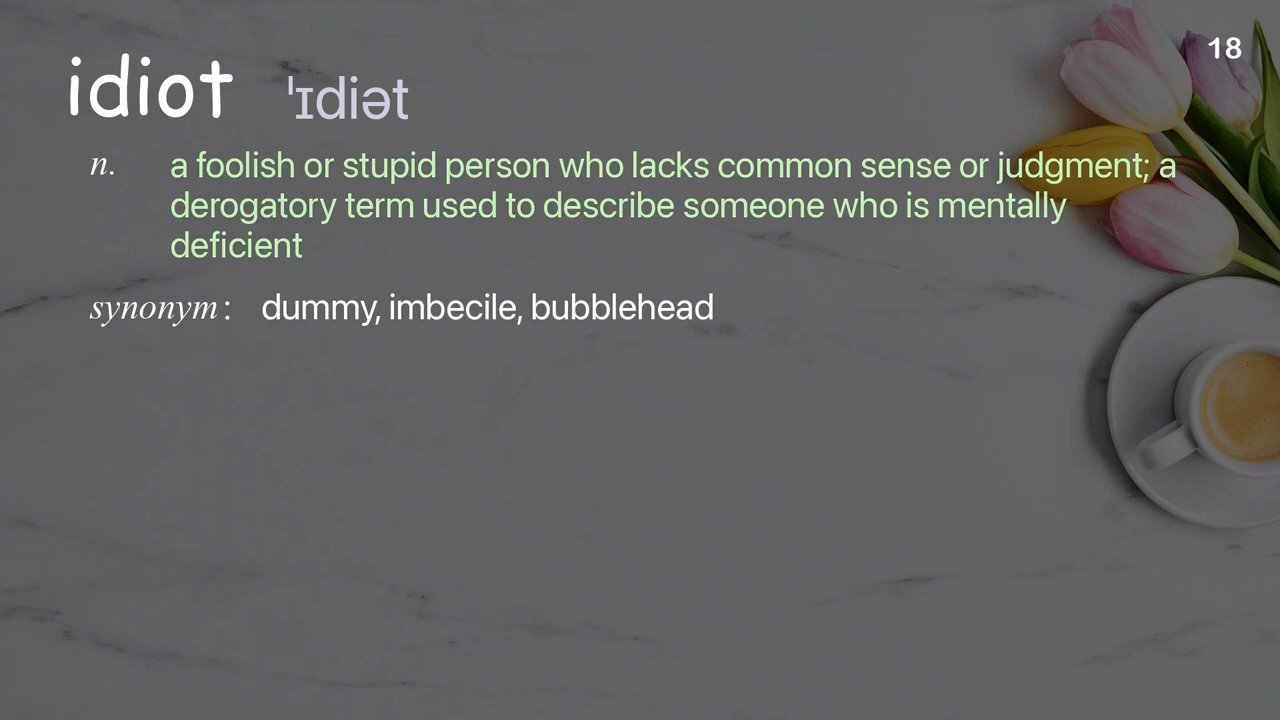 18
idiot ˈɪdiət
n. a foolish or stupid person who lacks common sense or judgment; a
derogatory term used to describe someone who is mentally
deficient
synonym: dummy, imbecile, bubblehead